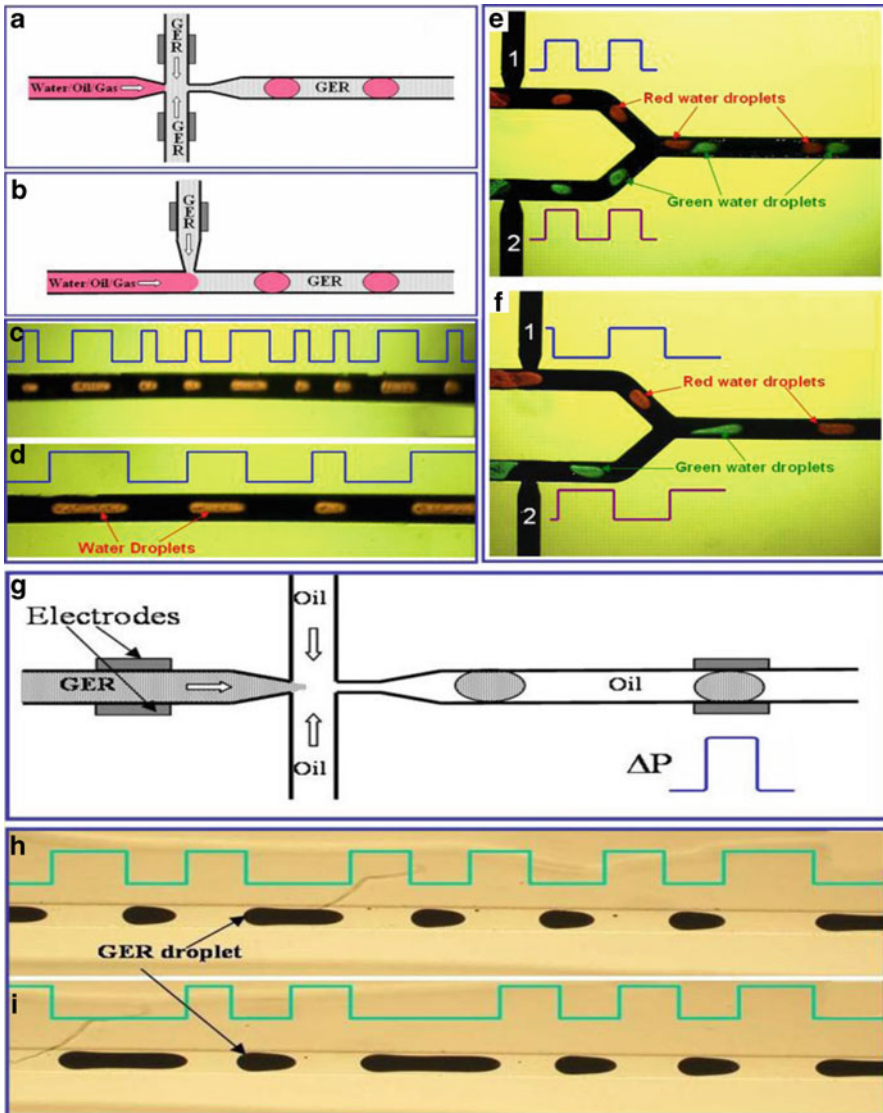 a
GER
Water/Oil/Gas
GER
GER
b
GER
Water/Oil/Gas
GER
c
d
Water Droplets
e
1
Red water droplets
Green water droplets
2
f
1
Red water droplets
Green water droplets
2
g
Electrodes
GER
Oil
Oil
Oil
ΔP
h
GER droplet
i